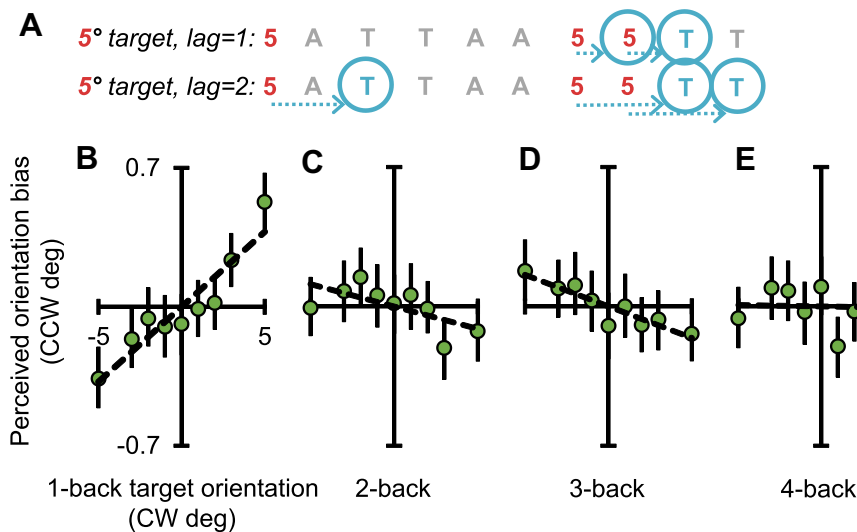 A
5° target, lag=1: 5 A T T A A 5 5 T T
5° target, lag=2: 5 A T T A A 5 5 T T
B C D E
0.7
-5 5
-0.7
Perceived orientation bias
(CCW deg)
1-back target orientation
(CW deg)
2-back
3-back
4-back